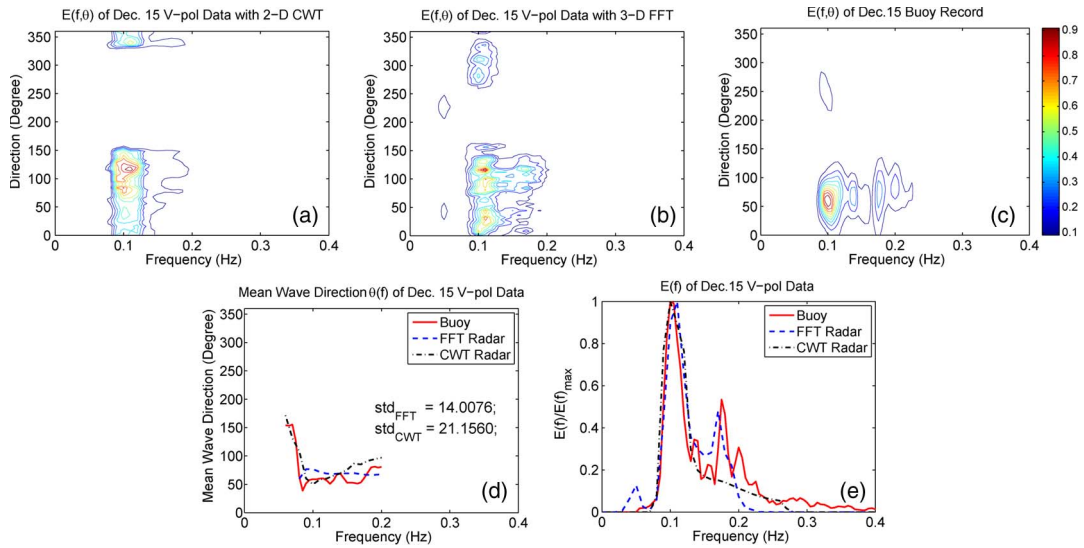 E(f,θ) of Dec. 15 V-pol Data with 2-D CWT
350
300
250
200
150
100
50
0
Direction (Degree)
0 0.1 0.2 0.3 0.4
Frequency (Hz)
(a)
E(f,θ) of Dec. 15 V-pol Data with 3-D FFT
350
300
250
200
150
100
50
0
Direction (Degree)
0 0.1 0.2 0.3 0.4
Frequency (Hz)
(b)
E(f,θ) of Dec.15 Buoy Record
350
300
250
200
150
100
50
0
Direction (Degree)
0 0.1 0.2 0.3 0.4
Frequency (Hz)
(c)
0.9
0.8
0.7
0.6
0.5
0.4
0.3
0.2
0.1
Mean Wave Direction θ(f) of Dec. 15 V-pol Data
350
300
250
200
150
100
50
0
Mean Wave Direction (Degree)
Buoy
FFT Radar
CWT Radar
std_FFT = 14.0076;
std_CWT = 21.1560;
(d)
0 0.1 0.2 0.3 0.4
Frequency (Hz)
E(f) of Dec.15 V-pol Data
1
0.8
0.6
0.4
0.2
0
E(f)/E(f)_max
Buoy
FFT Radar
CWT Radar
(e)
0 0.1 0.2 0.3 0.4
Frequency (Hz)